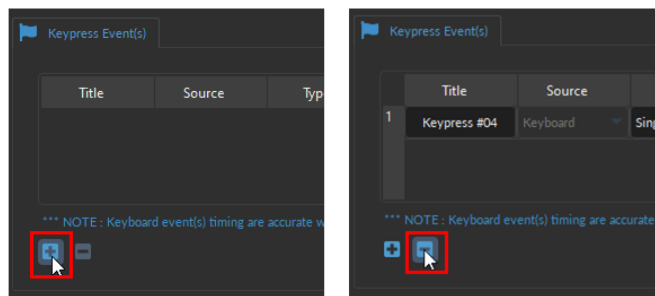 Keypress Event(s)
Title Source Typ
*** NOTE : Keyboard event(s) timing are accurate w
Keypress Event(s)
Title Source
1 Keypress #04 Keyboard Sing
*** NOTE : Keyboard event(s) timing are accurate